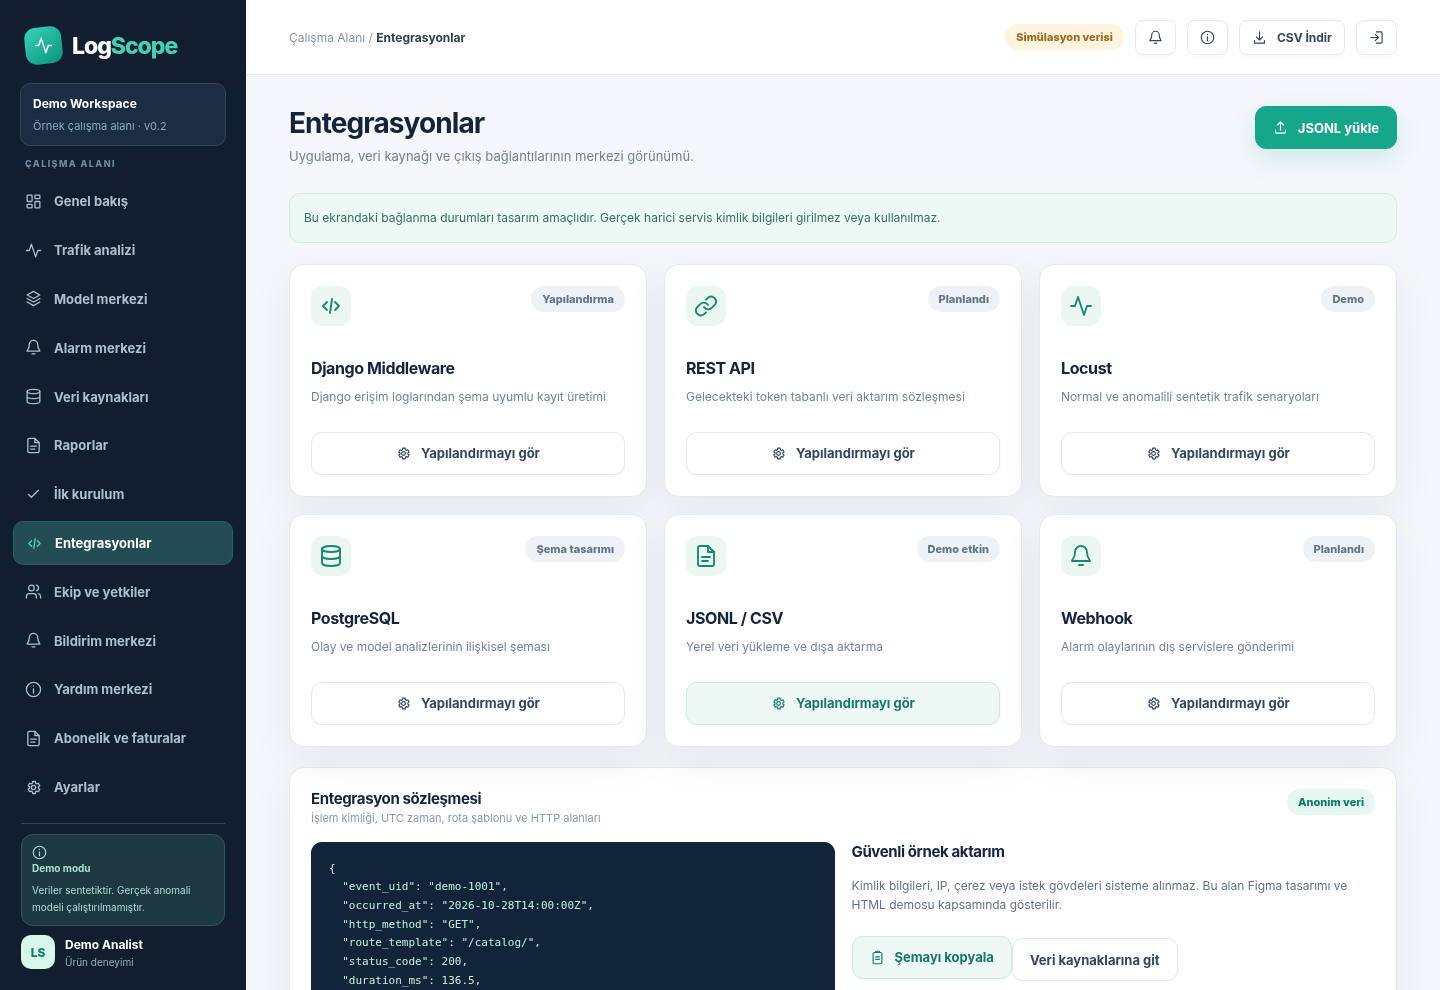 LogScope
Demo Workspace
Örnek çalışma alanı · v0.2
ÇALIŞMA ALANI
Genel bakış
Trafik analizi
Model merkezi
Alarm merkezi
Veri kaynakları
Raporlar
İlk kurulum
Entegrasyonlar
Ekip ve yetkiler
Bildirim merkezi
Yardım merkezi
Abonelik ve faturalar
Ayarlar
Demo modu
Veriler sentetiktir. Gerçek anomali
modeli çalıştırılmamıştır.
LS
Demo Analist
Ürün deneyimi
Çalışma Alanı / Entegrasyonlar
Simülasyon verisi
CSV İndir
Entegrasyonlar
Uygulama, veri kaynağı ve çıkış bağlantılarının merkezi görünümü.
JSONL yükle
Bu ekrandaki bağlanma durumları tasarım amaçlıdır. Gerçek harici servis kimlik bilgileri girilmez veya kullanılmaz.
Yapılandırma
Django Middleware
Django erişim loglarından şema uyumlu kayıt üretimi
Yapılandırmayı gör
Planlandı
REST API
Gelecekteki token tabanlı veri aktarım sözleşmesi
Yapılandırmayı gör
Demo
Locust
Normal ve anomalili sentetik trafik senaryoları
Yapılandırmayı gör
Şema tasarımı
PostgreSQL
Olay ve model analizlerinin ilişkisel şeması
Yapılandırmayı gör
Demo etkin
JSONL / CSV
Yerel veri yükleme ve dışa aktarma
Yapılandırmayı gör
Planlandı
Webhook
Alarm olaylarının dış servislere gönderimi
Yapılandırmayı gör
Entegrasyon sözleşmesi
İşlem kimliği, UTC zaman, rota şablonu ve HTTP alanları
Anonim veri
{
"event_uid": "demo-1001",
"occurred_at": "2026-10-28T14:00:00Z",
"http_method": "GET",
"route_template": "/catalog/",
"status_code": 200,
"duration_ms": 136.5,
Güvenli örnek aktarım
Kimlik bilgileri, IP, çerez veya istek gövdeleri sisteme alınmaz. Bu alan Figma tasarımı ve
HTML demosu kapsamında gösterilir.
Şemayı kopyala
Veri kaynaklarına git